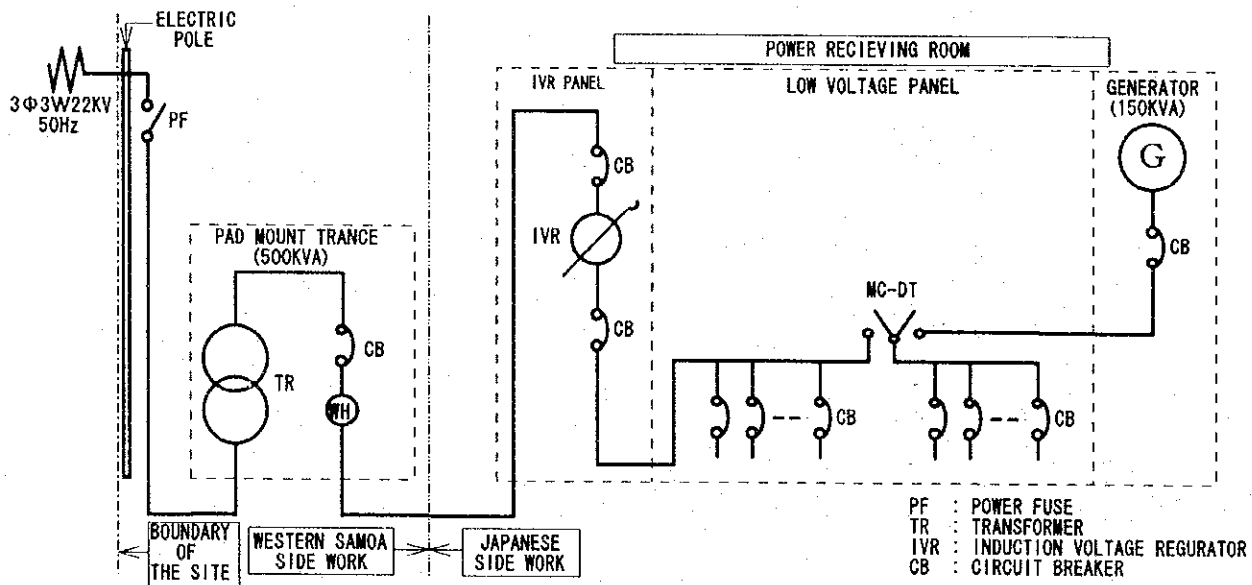 ELECTRIC
POLE
3Φ3W22KV
50Hz
PF
PAD MOUNT TRANCE
(500KVA)
TR
CB
WH
BOUNDARY
OF
THE SITE
WESTERN SAMOA
SIDE WORK
JAPANESE
SIDE WORK
POWER RECIEVING ROOM
IVR PANEL
CB
IVR
CB
LOW VOLTAGE PANEL
MC-DT
CB
CB
GENERATOR
(150KVA)
G
CB
PF : POWER FUSE
TR : TRANSFORMER
IVR : INDUCTION VOLTAGE REGURATOR
CB : CIRCUIT BREAKER